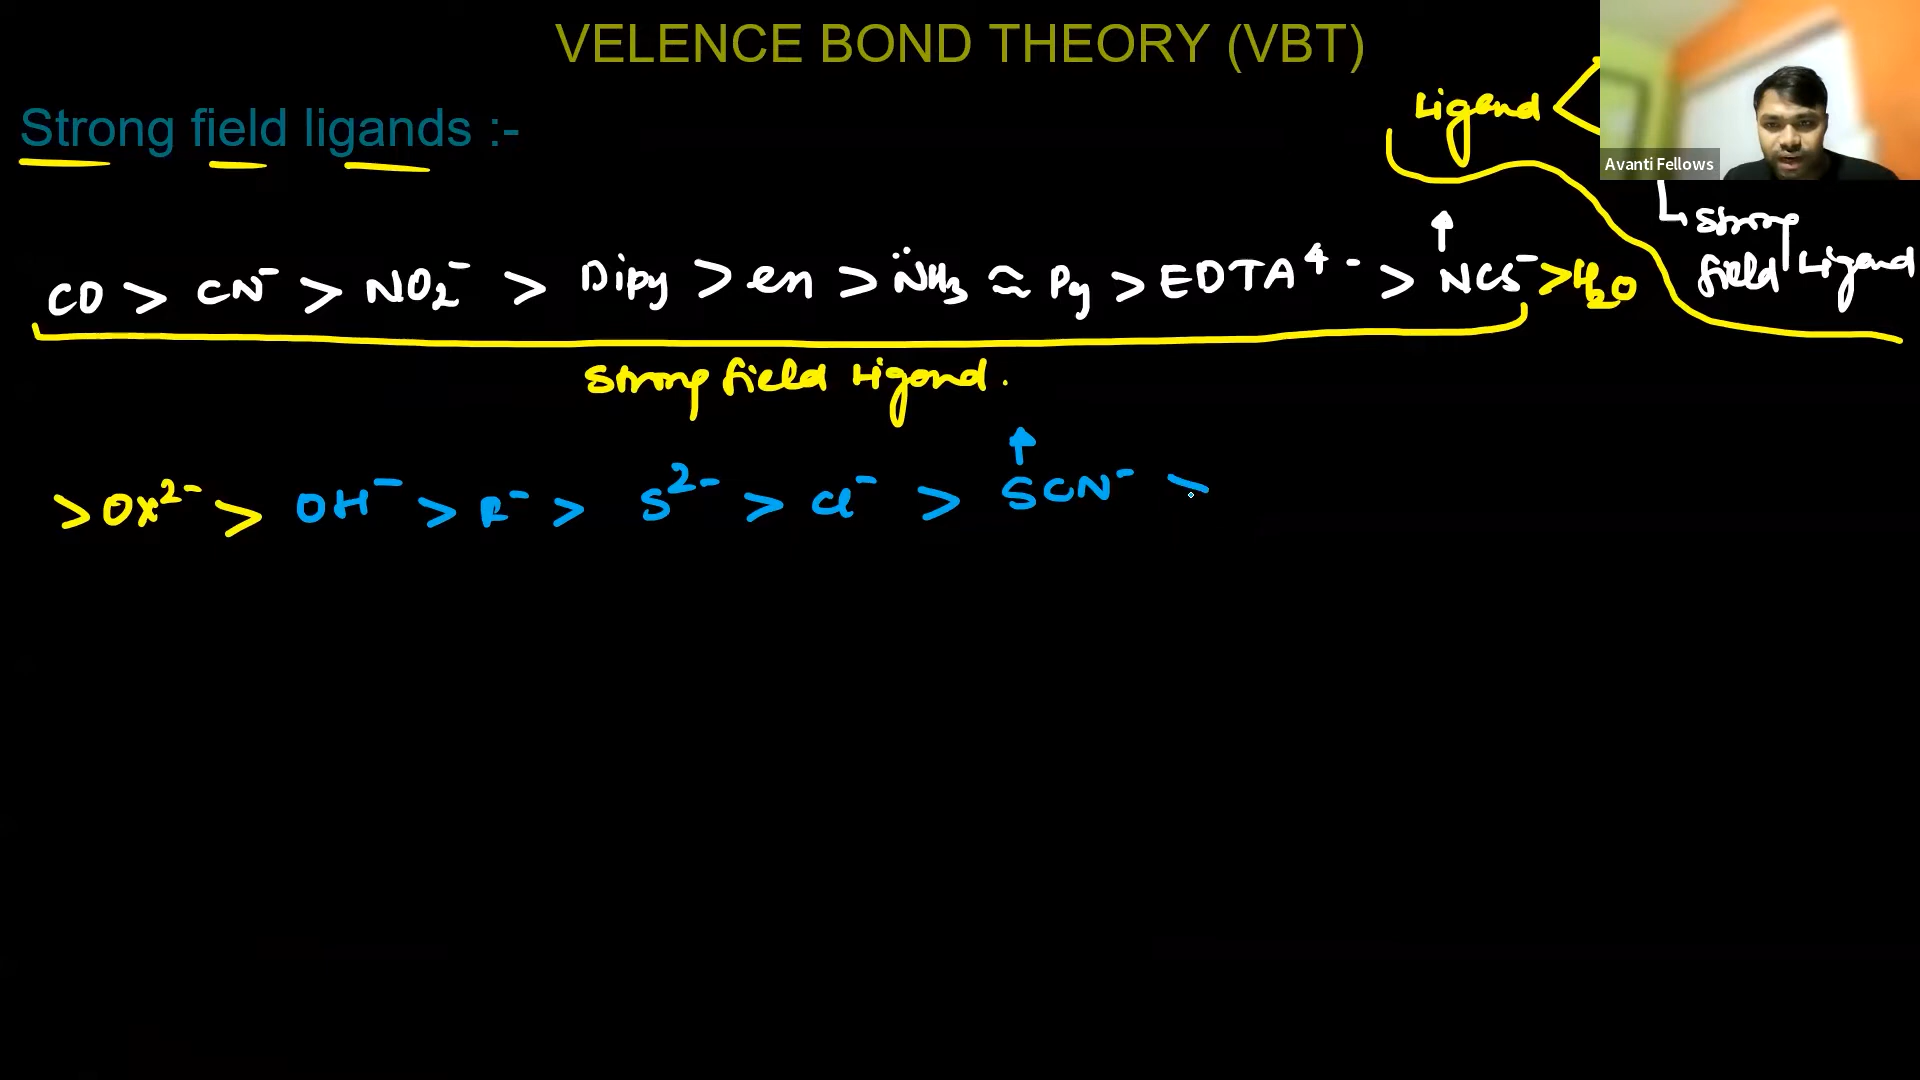 VELENCE BOND THEORY (VBT)
Ligand
Avanti Fellows
Strong field ligands :-
Strong
field Ligand
CO > CN⁻ > NO₂⁻ > Dipy > en > N̈H₃ ≈ Py > EDTA⁴⁻ > NCS⁻ > H₂O
Strong field Ligand.
> Ox²⁻ > OH⁻ > F⁻ > S²⁻ > Cl⁻ > SCN⁻ >